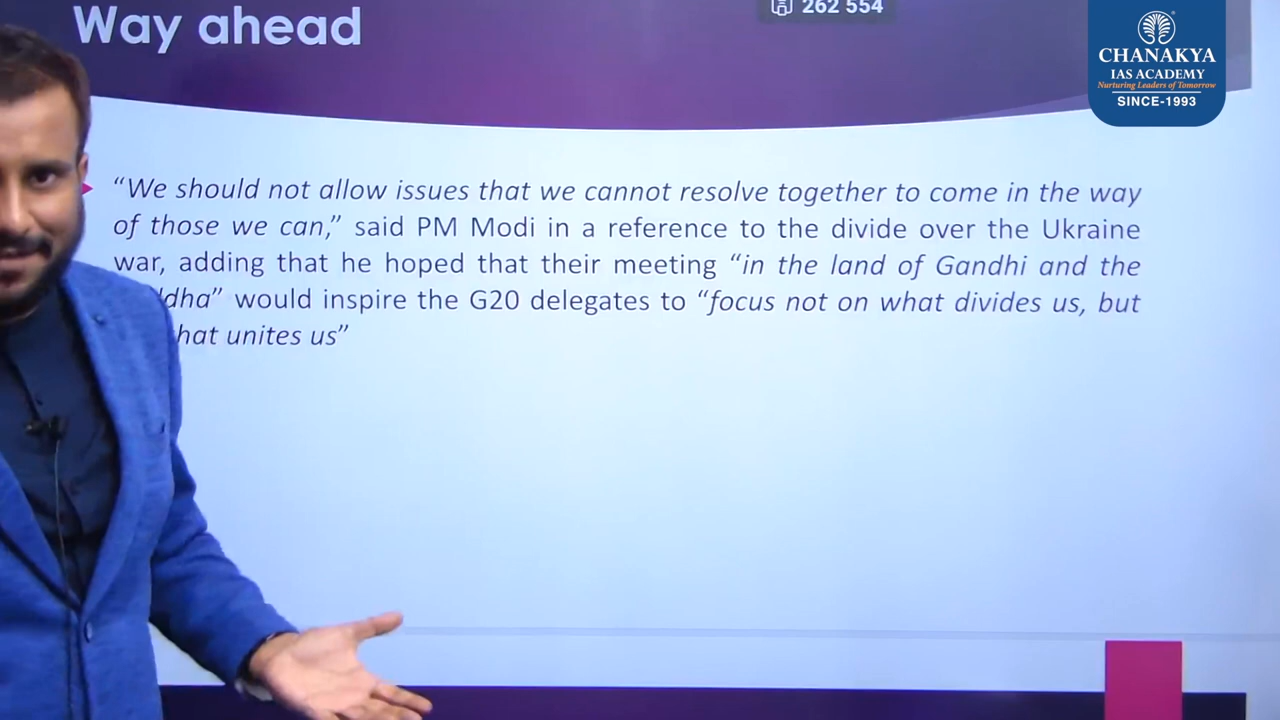 Way ahead
262 554
CHANAKYA
IAS ACADEMY
Nurturing Leaders of Tomorrow
SINCE-1993
“We should not allow issues that we cannot resolve together to come in the way
of those we can,” said PM Modi in a reference to the divide over the Ukraine
war, adding that he hoped that their meeting “in the land of Gandhi and the
ddha” would inspire the G20 delegates to “focus not on what divides us, but
hat unites us”